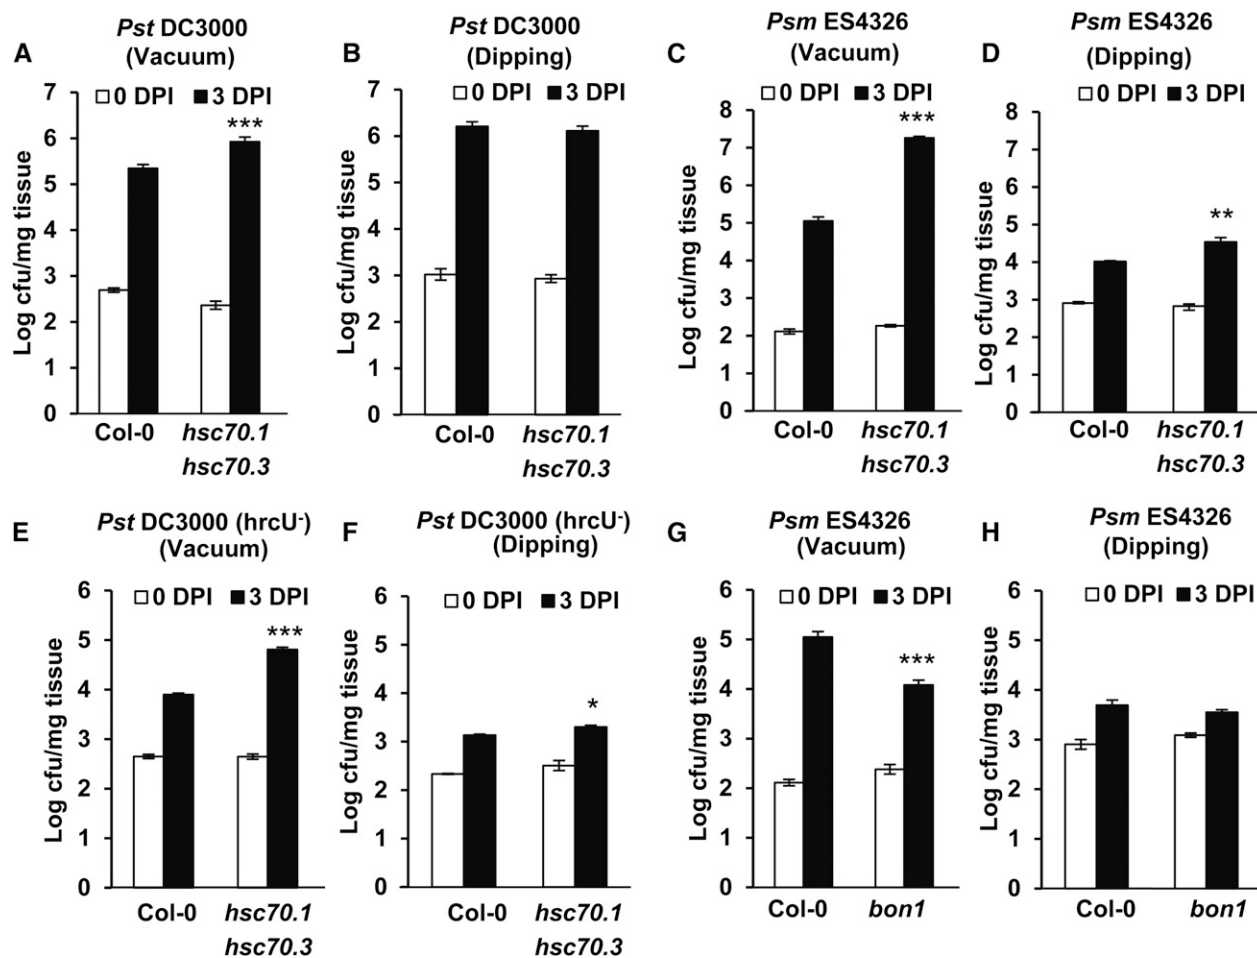 A
Pst DC3000
(Vacuum)
0 DPI 3 DPI
***
Log cfu/mg tissue
7
6
5
4
3
2
1
0
Col-0 hsc70.1
hsc70.3
B
Pst DC3000
(Dipping)
0 DPI 3 DPI
Log cfu/mg tissue
7
6
5
4
3
2
1
0
Col-0 hsc70.1
hsc70.3
C
Psm ES4326
(Vacuum)
0 DPI 3 DPI
***
Log cfu/mg tissue
8
7
6
5
4
3
2
1
0
Col-0 hsc70.1
hsc70.3
D
Psm ES4326
(Dipping)
0 DPI 3 DPI
**
Log cfu/mg tissue
8
7
6
5
4
3
2
1
0
Col-0 hsc70.1
hsc70.3
E
Pst DC3000 (hrcU-)
(Vacuum)
0 DPI 3 DPI
***
Log cfu/mg tissue
6
5
4
3
2
1
0
Col-0 hsc70.1
hsc70.3
F
Pst DC3000 (hrcU-)
(Dipping)
0 DPI 3 DPI
*
Log cfu/mg tissue
6
5
4
3
2
1
0
Col-0 hsc70.1
hsc70.3
G
Psm ES4326
(Vacuum)
0 DPI 3 DPI
***
Log cfu/mg tissue
6
5
4
3
2
1
0
Col-0 bon1
H
Psm ES4326
(Dipping)
0 DPI 3 DPI
Log cfu/mg tissue
6
5
4
3
2
1
0
Col-0 bon1